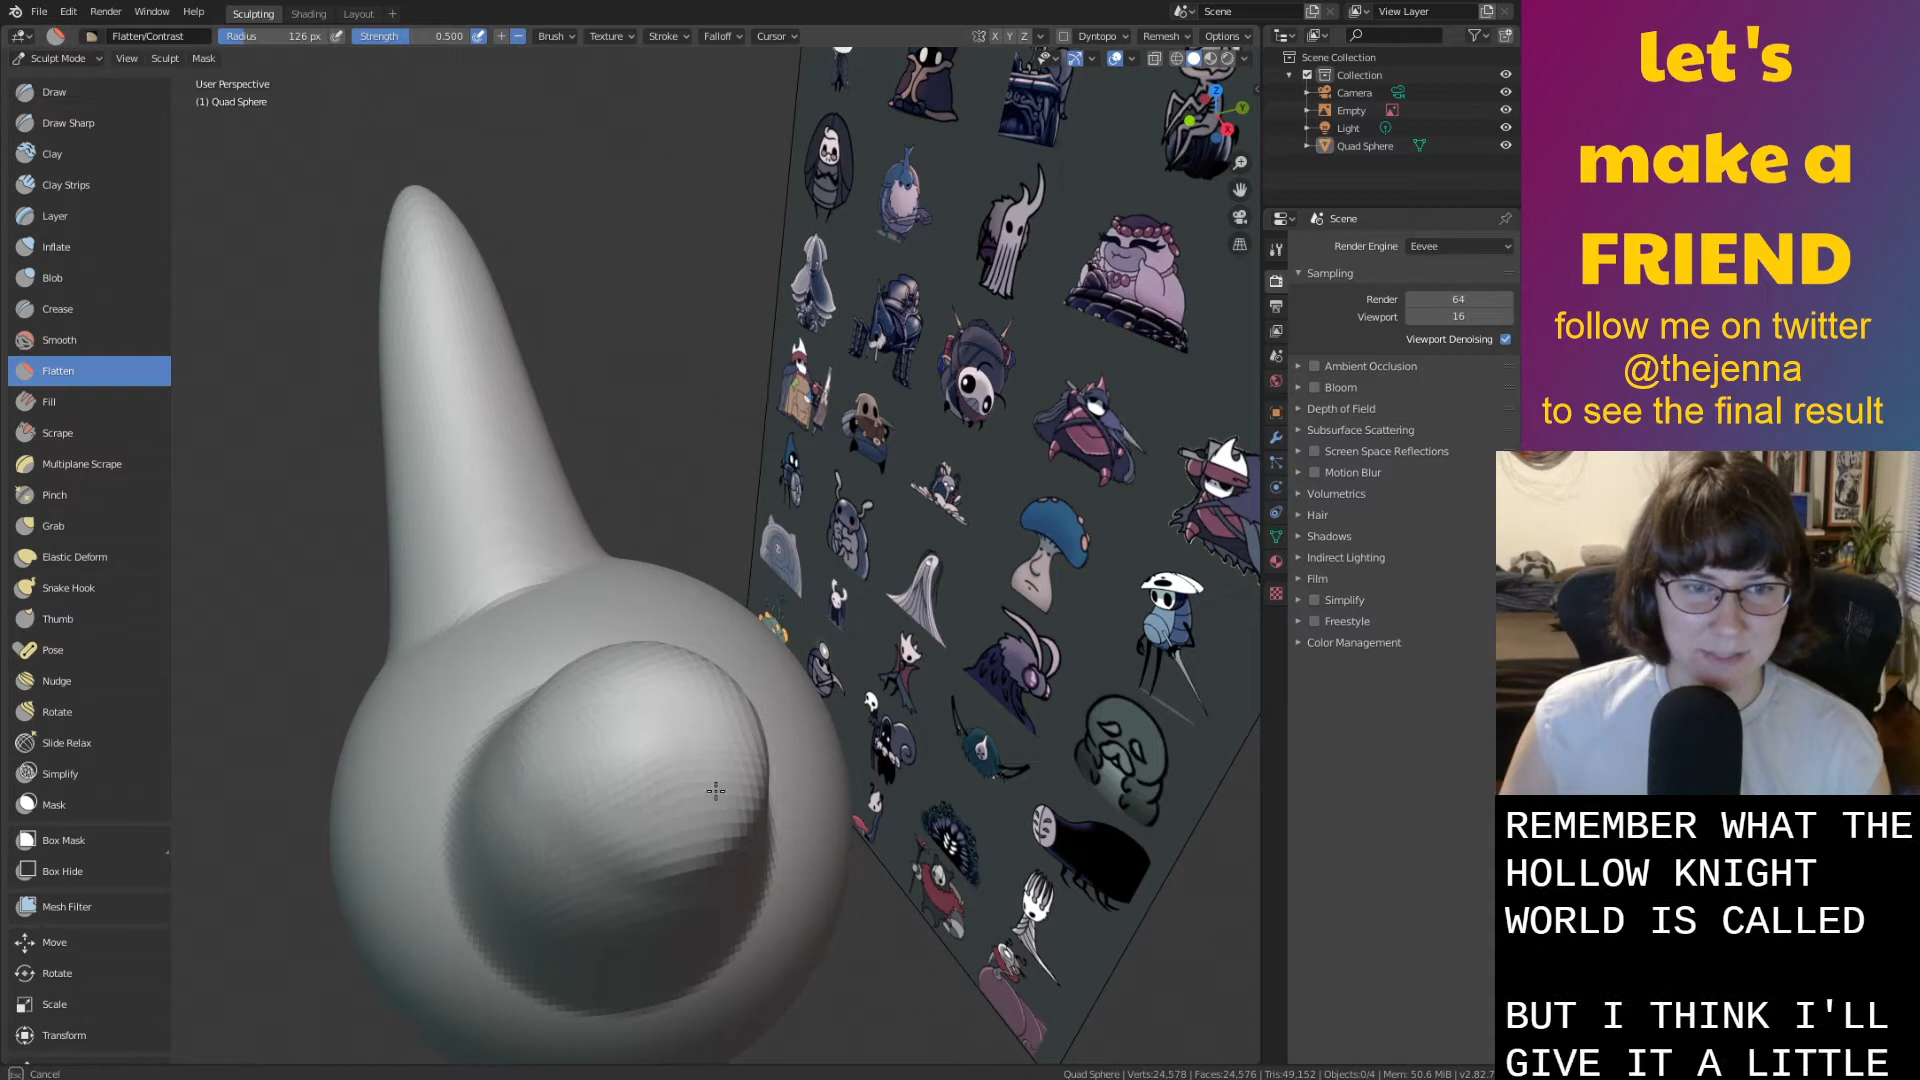 File Edit Render Window Help Sculpting Shading Layout + Scene View Layer
Flatten/Contrast Radius 126 px Strength 0.500 Brush Texture Stroke Falloff Cursor X Y Z Dyntopo Remesh Options
Sculpt Mode View Sculpt Mask
User Perspective
(1) Quad Sphere
Draw
Draw Sharp
Clay
Clay Strips
Layer
Inflate
Blob
Crease
Smooth
Flatten
Fill
Scrape
Multiplane Scrape
Pinch
Grab
Elastic Deform
Snake Hook
Thumb
Pose
Nudge
Rotate
Slide Relax
Simplify
Mask
Box Mask
Box Hide
Mesh Filter
Move
Rotate
Scale
Transform
Z
Y
X
Scene Collection
Collection
Camera
Empty
Light
Quad Sphere
Scene
Render Engine Eevee
Sampling
Render 64
Viewport 16
Viewport Denoising
Ambient Occlusion
Bloom
Depth of Field
Subsurface Scattering
Screen Space Reflections
Motion Blur
Volumetrics
Hair
Shadows
Indirect Lighting
Film
Simplify
Freestyle
Color Management
Esc Cancel
Quad Sphere | Verts:24,578 | Faces:24,576 | Tris:49,152 | Objects:0/4 | Mem: 50.6 MiB | v2.82.7
let's
make a
FRIEND
follow me on twitter
@thejenna
to see the final result
REMEMBER WHAT THE
HOLLOW KNIGHT
WORLD IS CALLED
BUT I THINK I'LL
GIVE IT A LITTLE